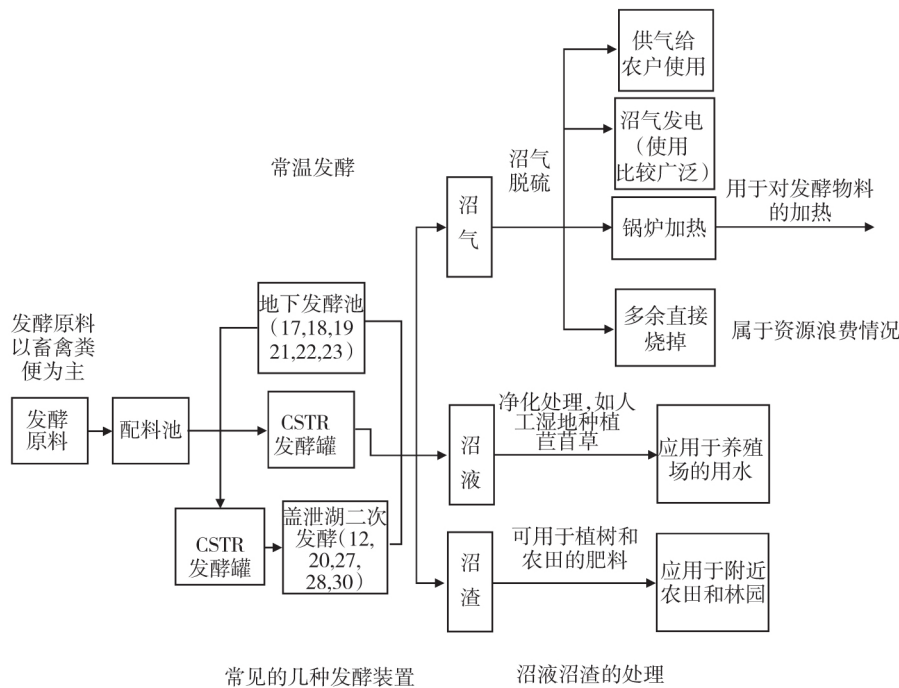 供气给
农户使用
沼气发电
（使用
比较广泛）
常温发酵
沼气
脱硫
沼
气
锅炉加热
用于对发酵物料
的加热
多余直接
烧掉
属于资源浪费情况
地下发酵池
(17,18,19
21,22,23)
发酵原料
以畜禽粪
便为主
发酵
原料
配料池
CSTR
发酵罐
沼
液
净化处理,如人
工湿地种植
苣苜草
应用于养殖
场的用水
CSTR
发酵罐
盖泄湖二次
发酵(12,
20,27,
28,30)
沼
渣
可用于植树和
农田的肥料
应用于附近
农田和林园
常见的几种发酵装置
沼液沼渣的处理